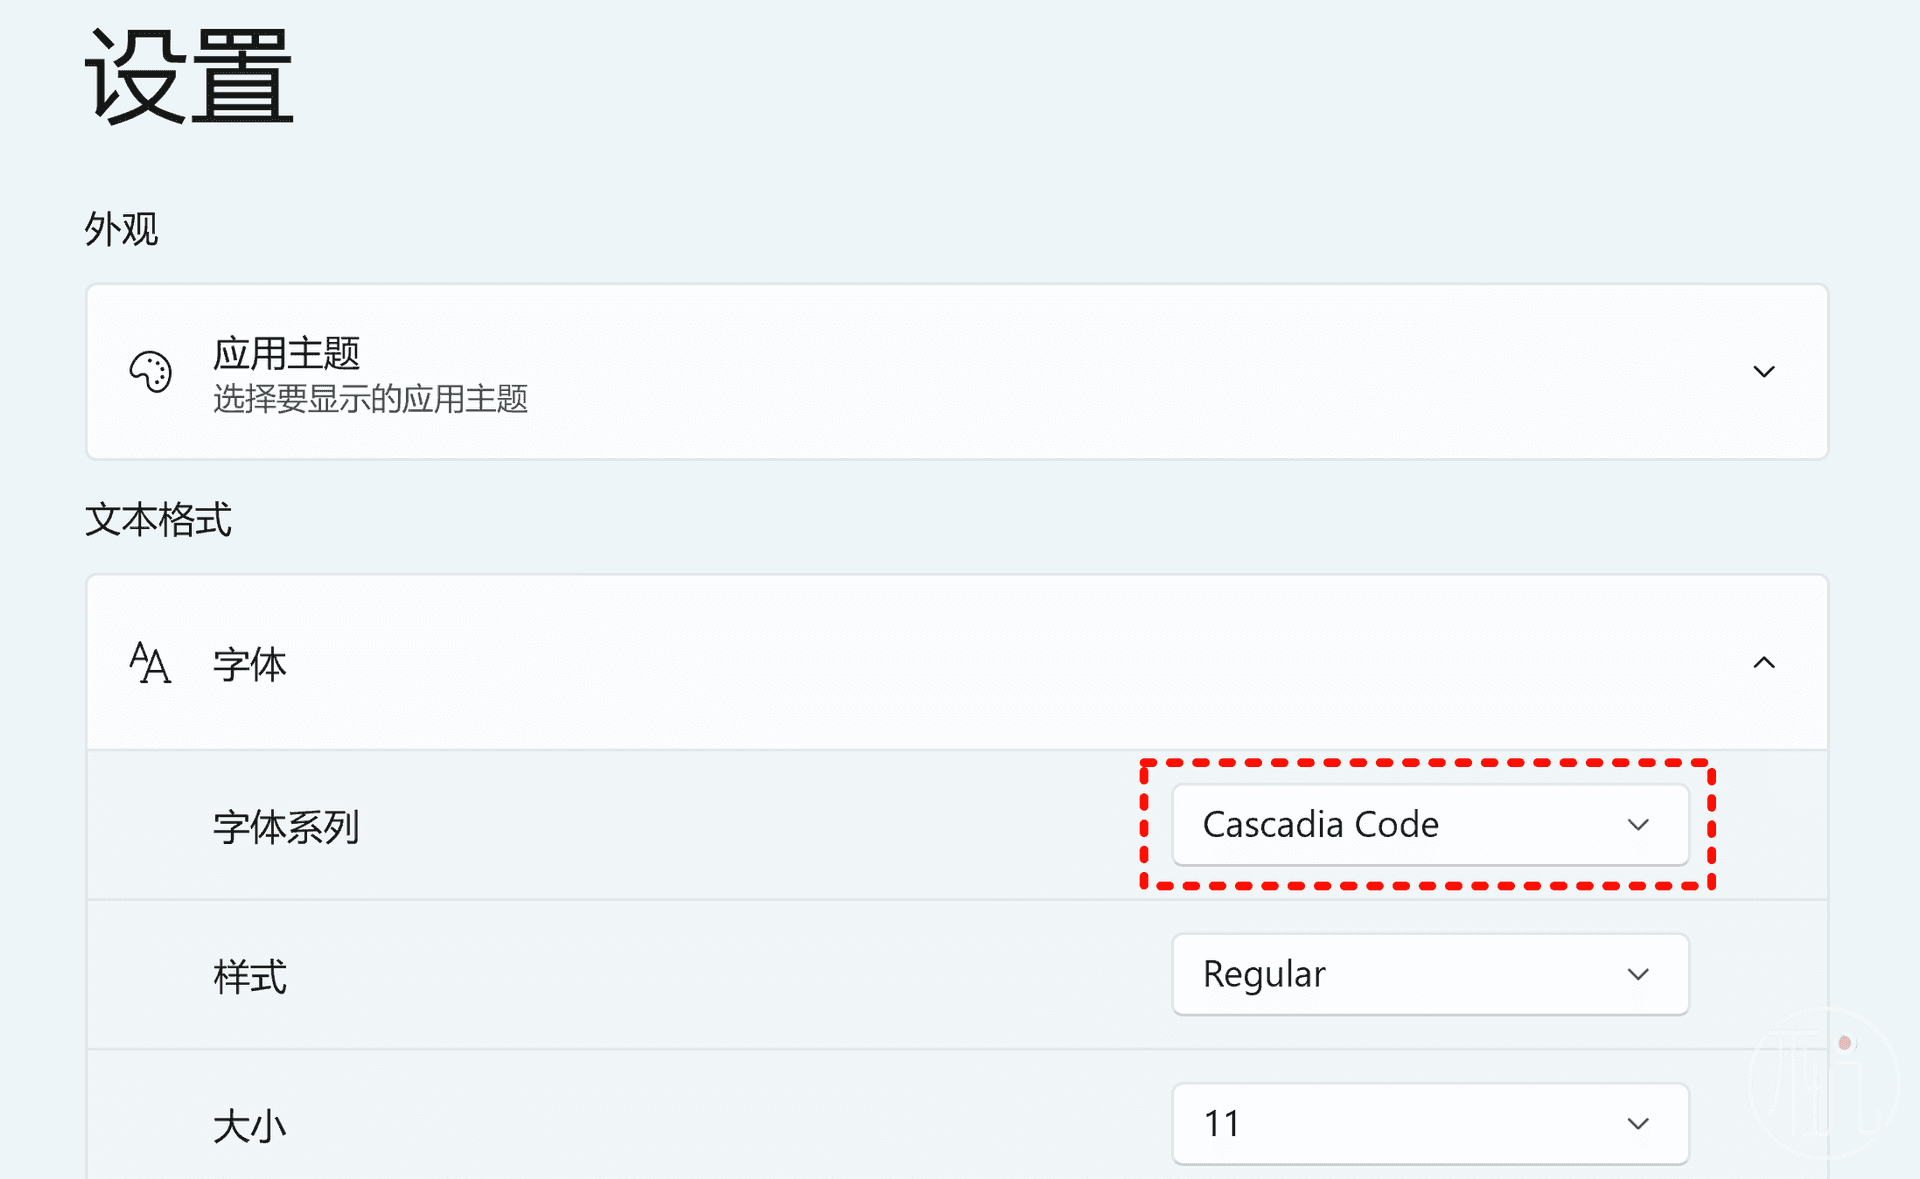 设置
外观
应用主题
选择要显示的应用主题
文本格式
字体
字体系列
Cascadia Code
样式
Regular
大小
11